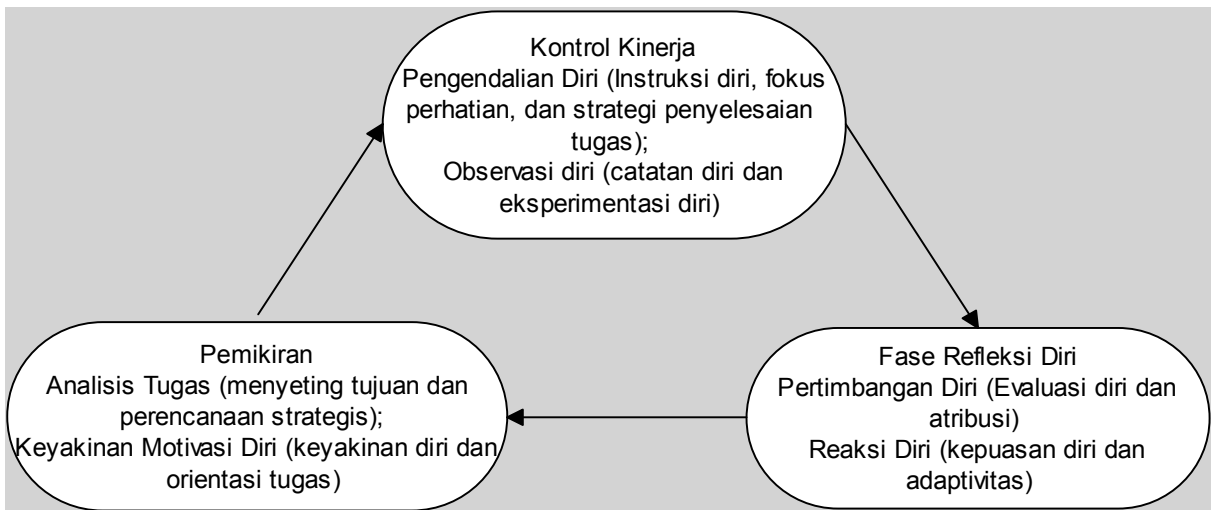 Kontrol Kinerja
Pengendalian Diri (Instruksi diri, fokus
perhatian, dan strategi penyelesaian
tugas);
Observasi diri (catatan diri dan
eksperimentasi diri)
Pemikiran
Analisis Tugas (menyeting tujuan dan
perencanaan strategis);
Keyakinan Motivasi Diri (keyakinan diri dan
orientasi tugas)
Fase Refleksi Diri
Pertimbangan Diri (Evaluasi diri dan
atribusi)
Reaksi Diri (kepuasan diri dan
adaptivitas)